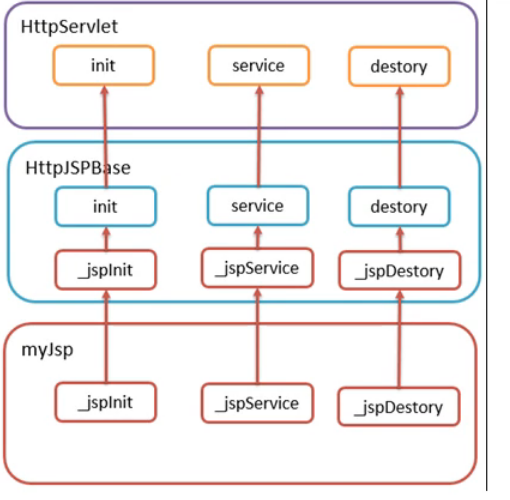 HttpServlet
init service destory
HttpJSPBase
init service destory
_jspInit _jspService _jspDestory
myJsp
_jspInit _jspService _jspDestory